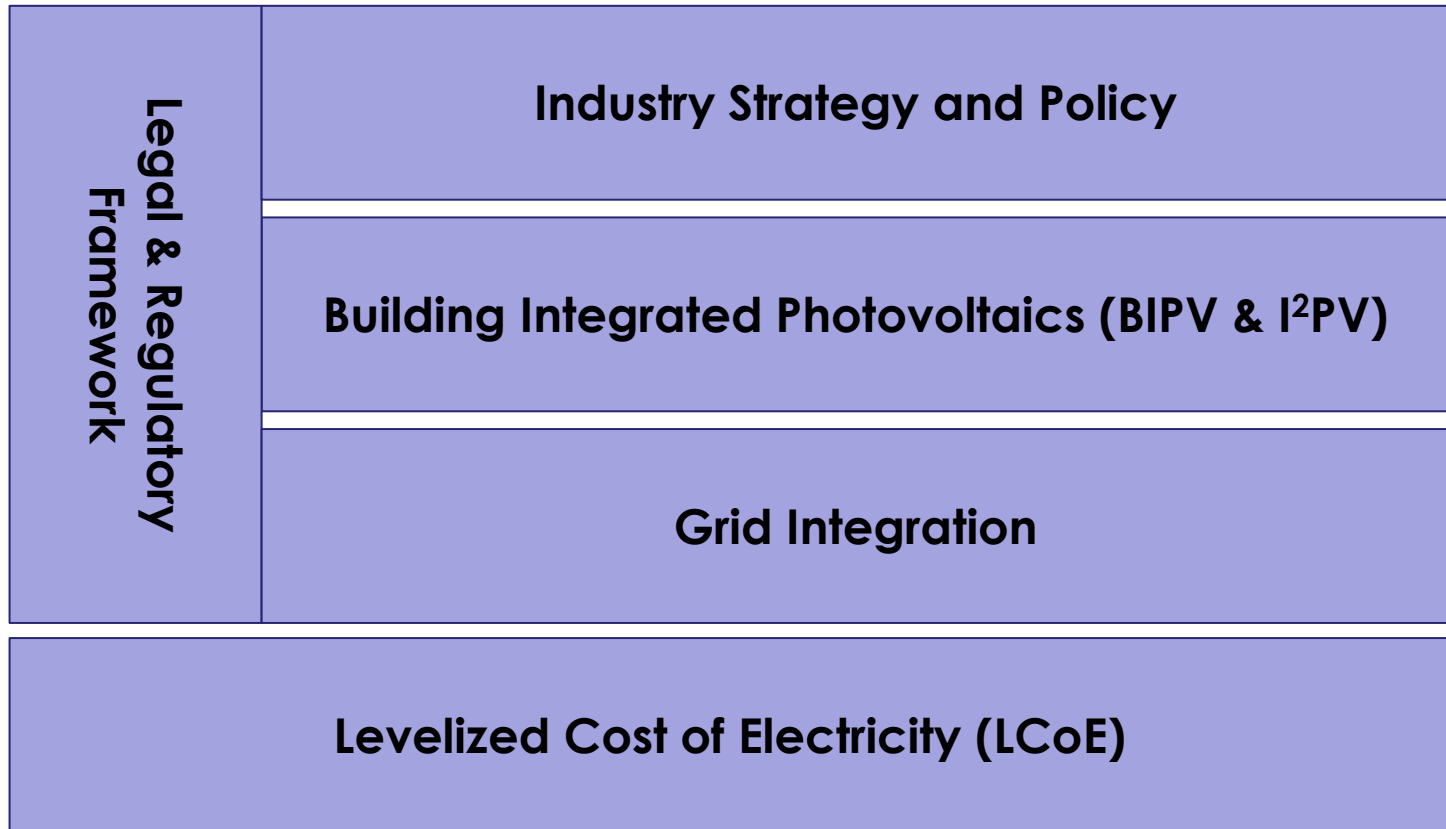 Legal & Regulatory
Framework
Industry Strategy and Policy
Building Integrated Photovoltaics (BIPV & I²PV)
Grid Integration
Levelized Cost of Electricity (LCoE)